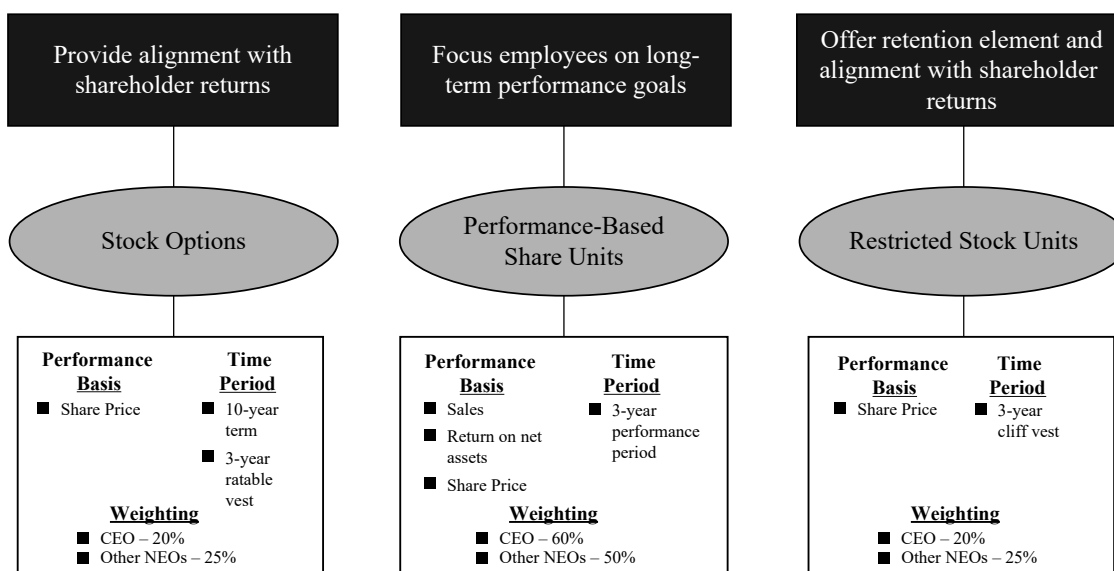 Provide alignment with
shareholder returns
Focus employees on long-
term performance goals
Offer retention element and
alignment with shareholder
returns
Stock Options
Performance-Based
Share Units
Restricted Stock Units
Performance
Basis
■ Share Price
Time
Period
■ 10-year
term
■ 3-year
ratable
vest
Weighting
■ CEO – 20%
■ Other NEOs – 25%
Performance
Basis
■ Sales
■ Return on net
assets
■ Share Price
Time
Period
■ 3-year
performance
period
Weighting
■ CEO – 60%
■ Other NEOs – 50%
Performance
Basis
■ Share Price
Time
Period
■ 3-year
cliff vest
Weighting
■ CEO – 20%
■ Other NEOs – 25%